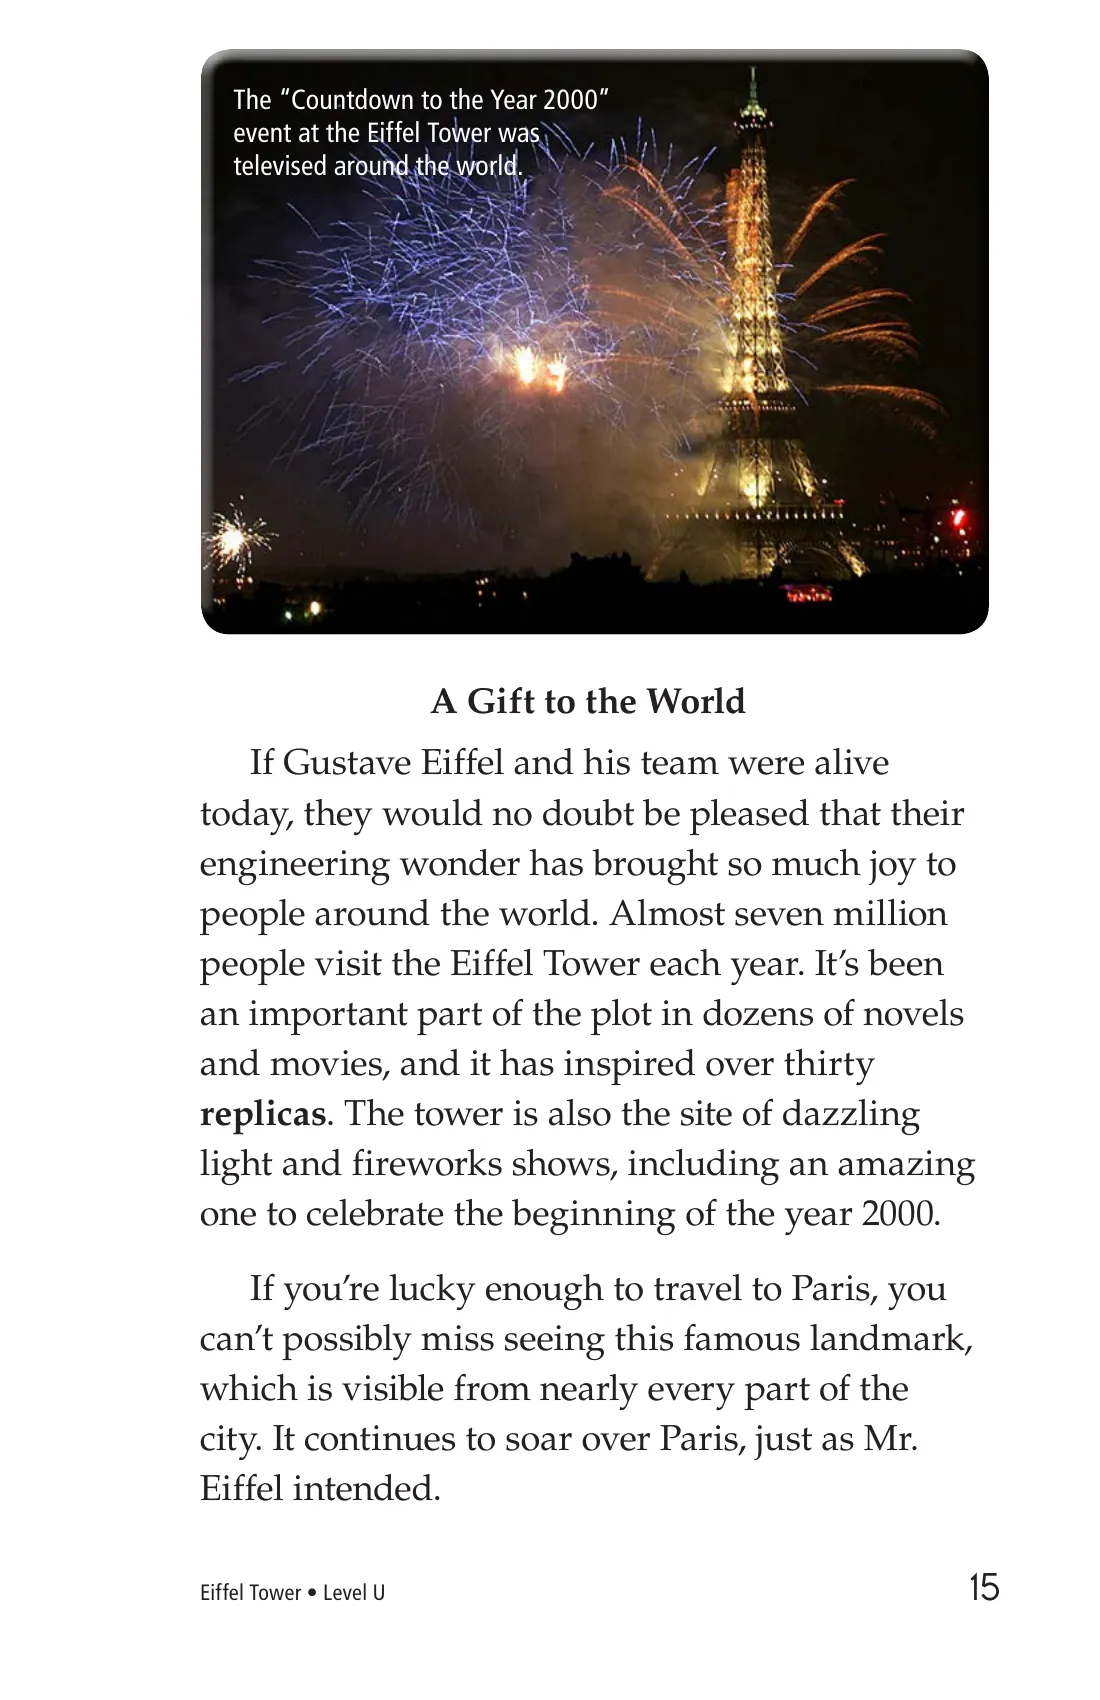 The “Countdown to the Year 2000”
event at the Eiffel Tower was
televised around the world.
A Gift to the World
If Gustave Eiffel and his team were alive
today, they would no doubt be pleased that their
engineering wonder has brought so much joy to
people around the world. Almost seven million
people visit the Eiffel Tower each year. It’s been
an important part of the plot in dozens of novels
and movies, and it has inspired over thirty
replicas. The tower is also the site of dazzling
light and fireworks shows, including an amazing
one to celebrate the beginning of the year 2000.
If you’re lucky enough to travel to Paris, you
can’t possibly miss seeing this famous landmark,
which is visible from nearly every part of the
city. It continues to soar over Paris, just as Mr.
Eiffel intended.
Eiffel Tower • Level U 15